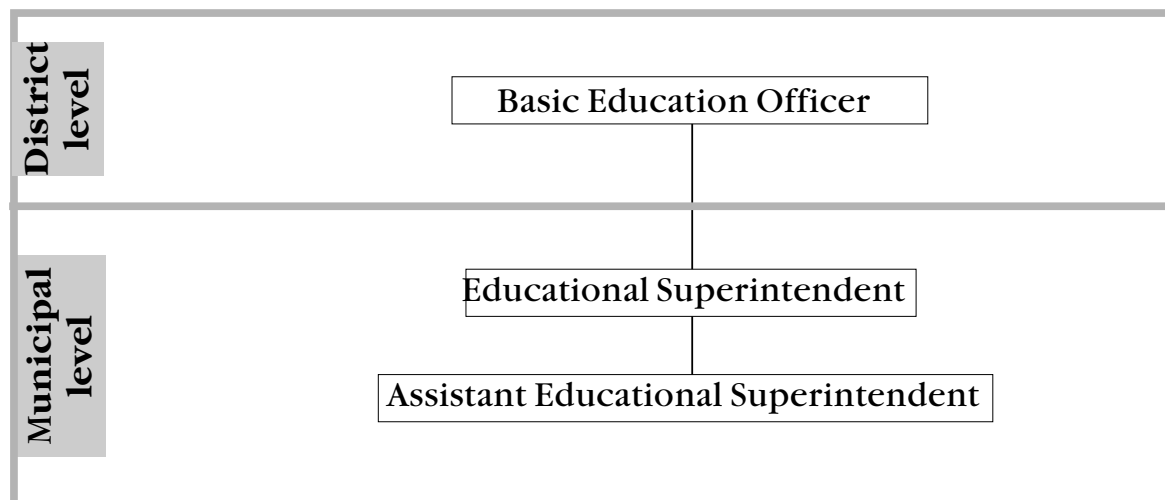 District
level
Basic Education Officer
Municipal
level
Educational Superintendent
Assistant Educational Superintendent